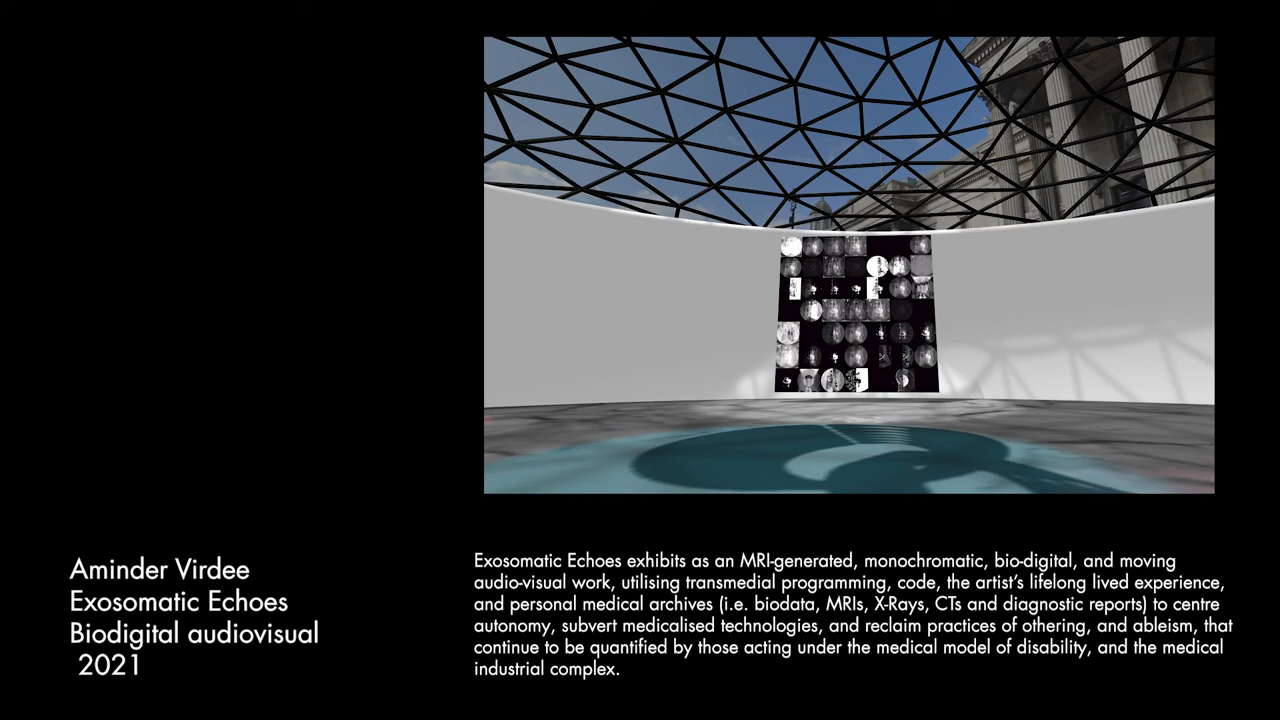 Aminder Virdee
Exosomatic Echoes
Biodigital audiovisual
2021
Exosomatic Echoes exhibits as an MRI-generated, monochromatic, bio-digital, and moving
audio-visual work, utilising transmedial programming, code, the artist's lifelong lived experience,
and personal medical archives (i.e. biodata, MRIs, X-Rays, CTs and diagnostic reports) to centre
autonomy, subvert medicalised technologies, and reclaim practices of othering, and ableism, that
continue to be quantified by those acting under the medical model of disability, and the medical
industrial complex.